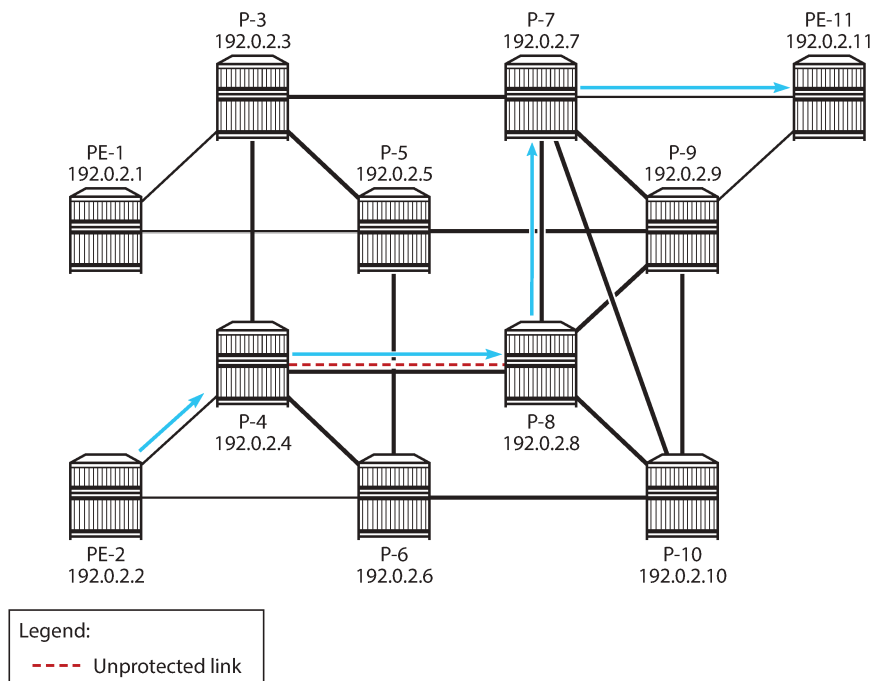 P-3
192.0.2.3
P-7
192.0.2.7
PE-11
192.0.2.11
PE-1
192.0.2.1
P-5
192.0.2.5
P-9
192.0.2.9
P-4
192.0.2.4
P-8
192.0.2.8
PE-2
192.0.2.2
P-6
192.0.2.6
P-10
192.0.2.10
Legend:
Unprotected link